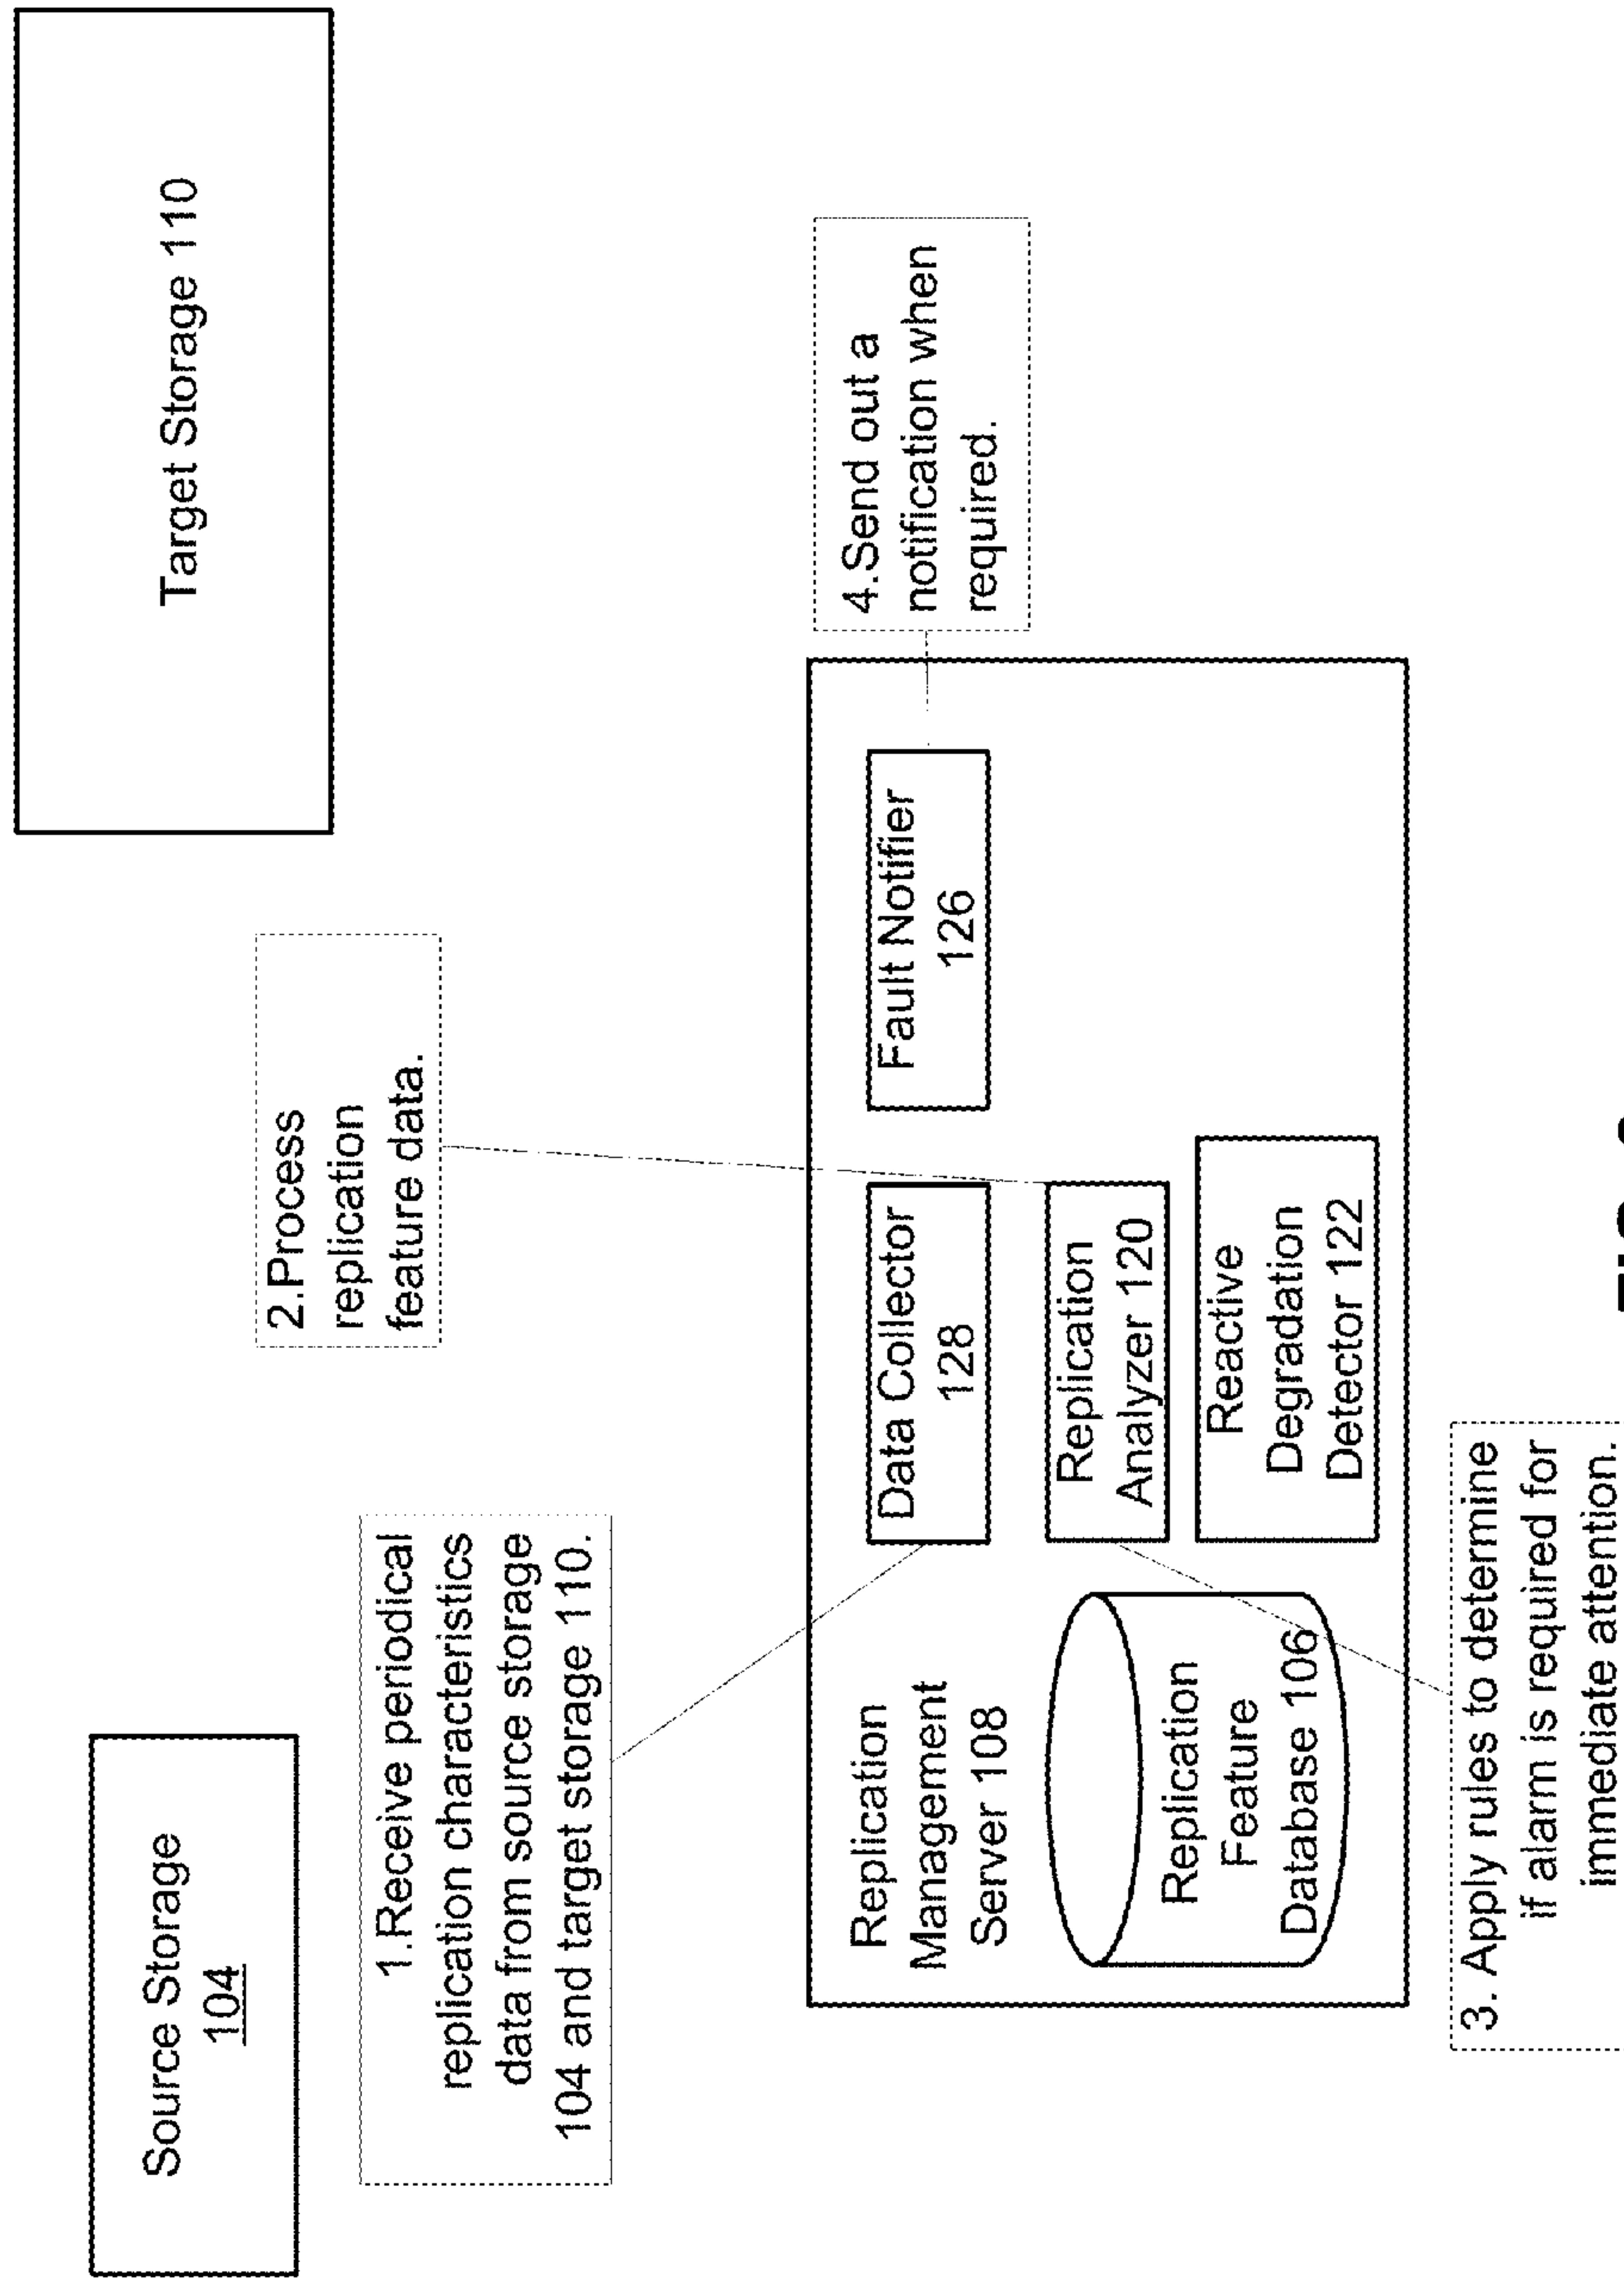 Source Storage
104
Target Storage 110
1.Receive periodical
replication characteristics
data from source storage
104 and target storage 110.
2.Process
replication
feature data.
Replication
Management
Server 108
Data Collector
128
Fault Notifier
126
4.Send out a
notification when
required.
Replication
Feature
Database 106
Replication
Analyzer 120
Reactive
Degradation
Detector 122
3. Apply rules to determine
if alarm is required for
immediate attention.